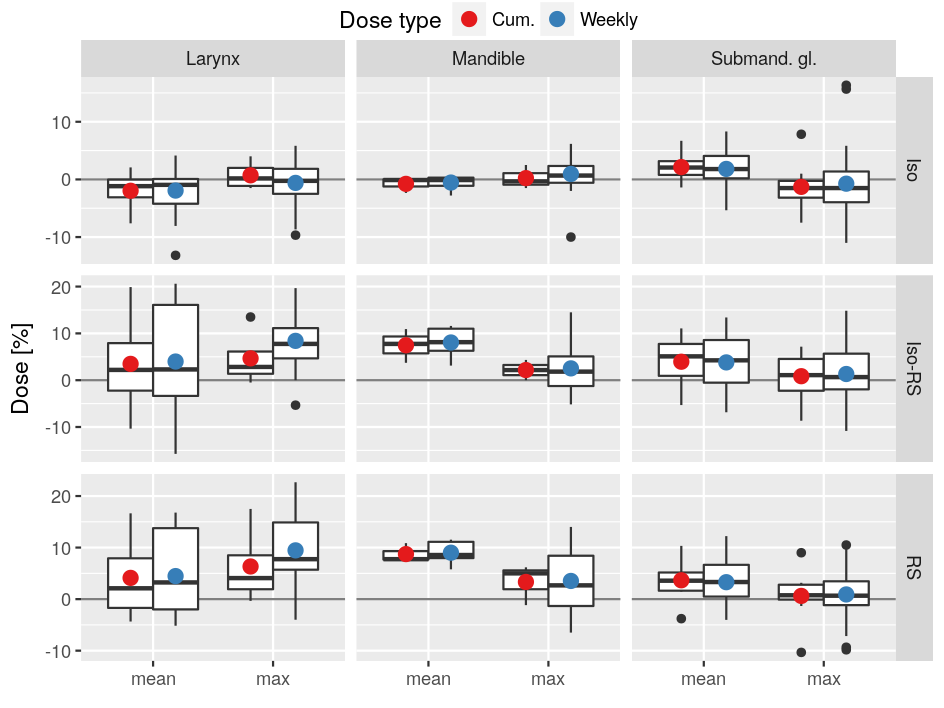 Dose type Cum. Weekly
Larynx Mandible Submand. gl.
10
0
-10
Iso
20
10
0
-10
Iso-RS
Dose [%]
20
10
0
-10
RS
mean max mean max mean max